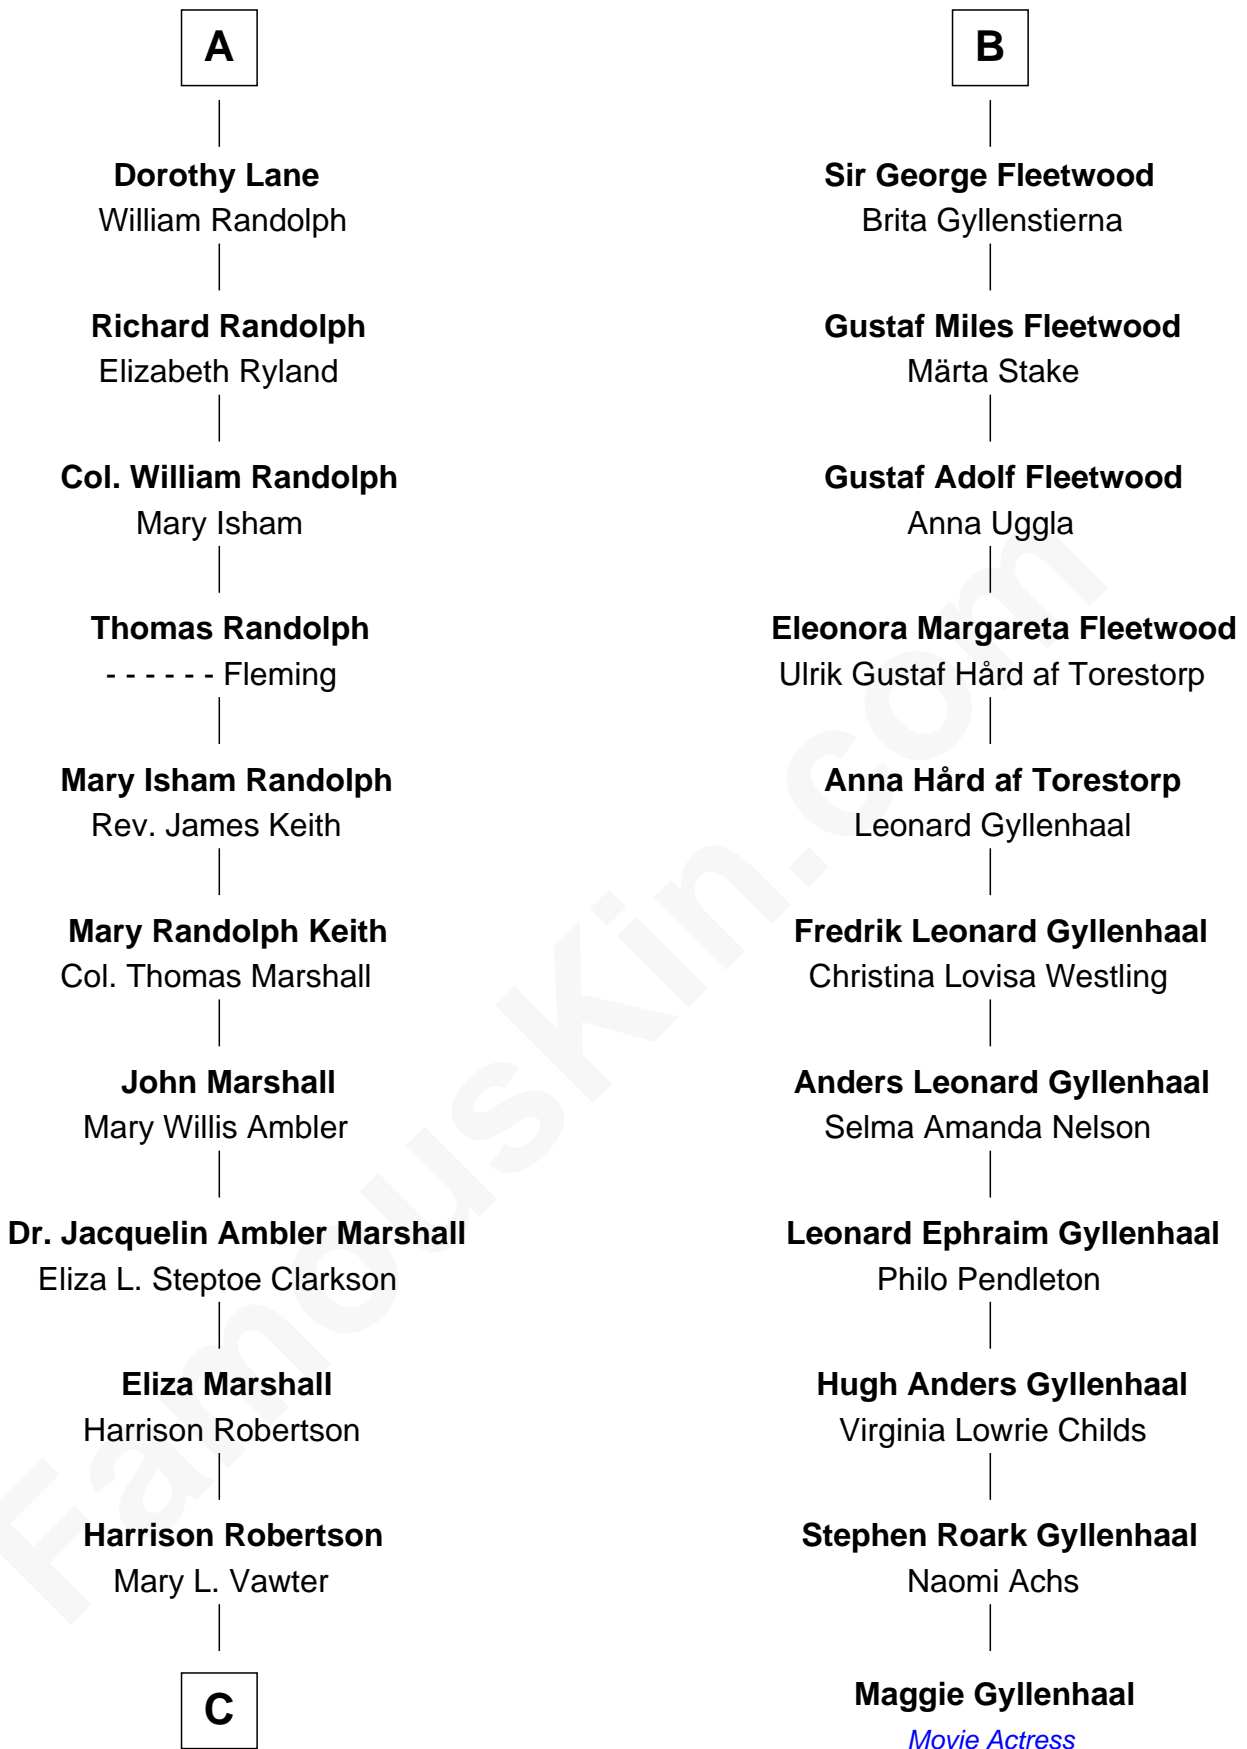 A
Dorothy Lane
William Randolph
Richard Randolph
Elizabeth Ryland
Col. William Randolph
Mary Isham
Thomas Randolph
- - - - - - Fleming
Mary Isham Randolph
Rev. James Keith
Mary Randolph Keith
Col. Thomas Marshall
John Marshall
Mary Willis Ambler
Dr. Jacquelin Ambler Marshall
Eliza L. Steptoe Clarkson
Eliza Marshall
Harrison Robertson
Harrison Robertson
Mary L. Vawter
C
B
Sir George Fleetwood
Brita Gyllenstierna
Gustaf Miles Fleetwood
Märta Stake
Gustaf Adolf Fleetwood
Anna Uggla
Eleonora Margareta Fleetwood
Ulrik Gustaf Hård af Torestorp
Anna Hård af Torestorp
Leonard Gyllenhaal
Fredrik Leonard Gyllenhaal
Christina Lovisa Westling
Anders Leonard Gyllenhaal
Selma Amanda Nelson
Leonard Ephraim Gyllenhaal
Philo Pendleton
Hugh Anders Gyllenhaal
Virginia Lowrie Childs
Stephen Roark Gyllenhaal
Naomi Achs
Maggie Gyllenhaal
Movie Actress
FamousKin.com